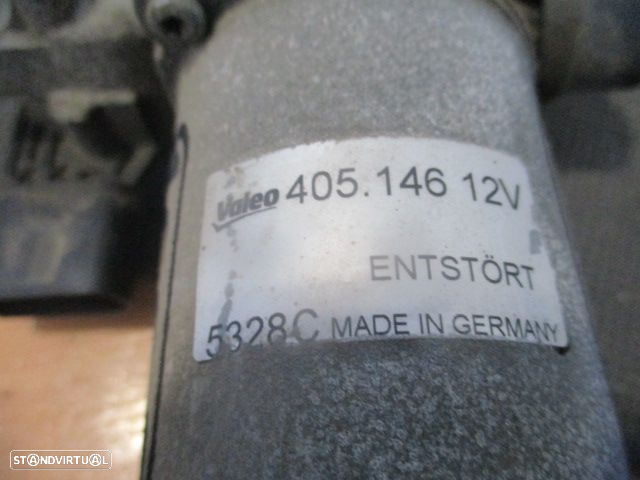 Valeo 405.146 12V
ENTSTÖRT
5328C MADE IN GERMANY
STANDVIRTUAL